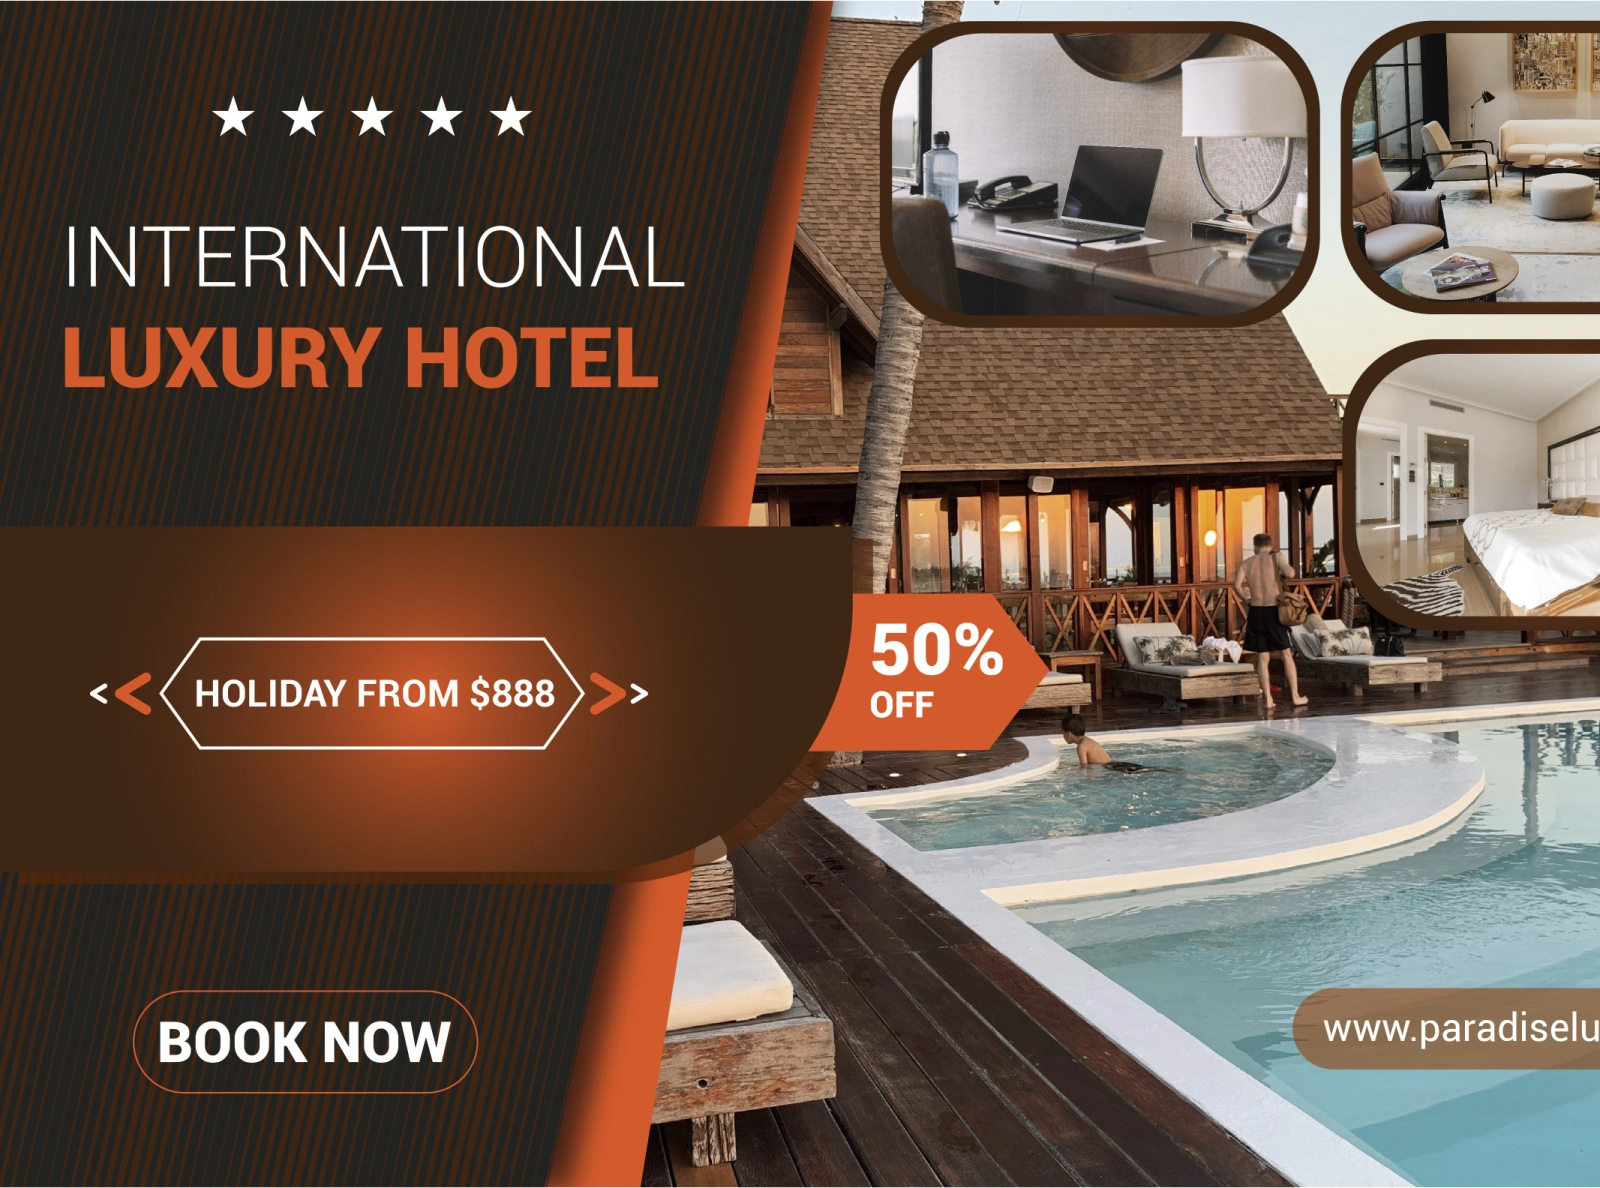 INTERNATIONAL
LUXURY HOTEL
HOLIDAY FROM $888
50%
OFF
BOOK NOW
www.paradiselu